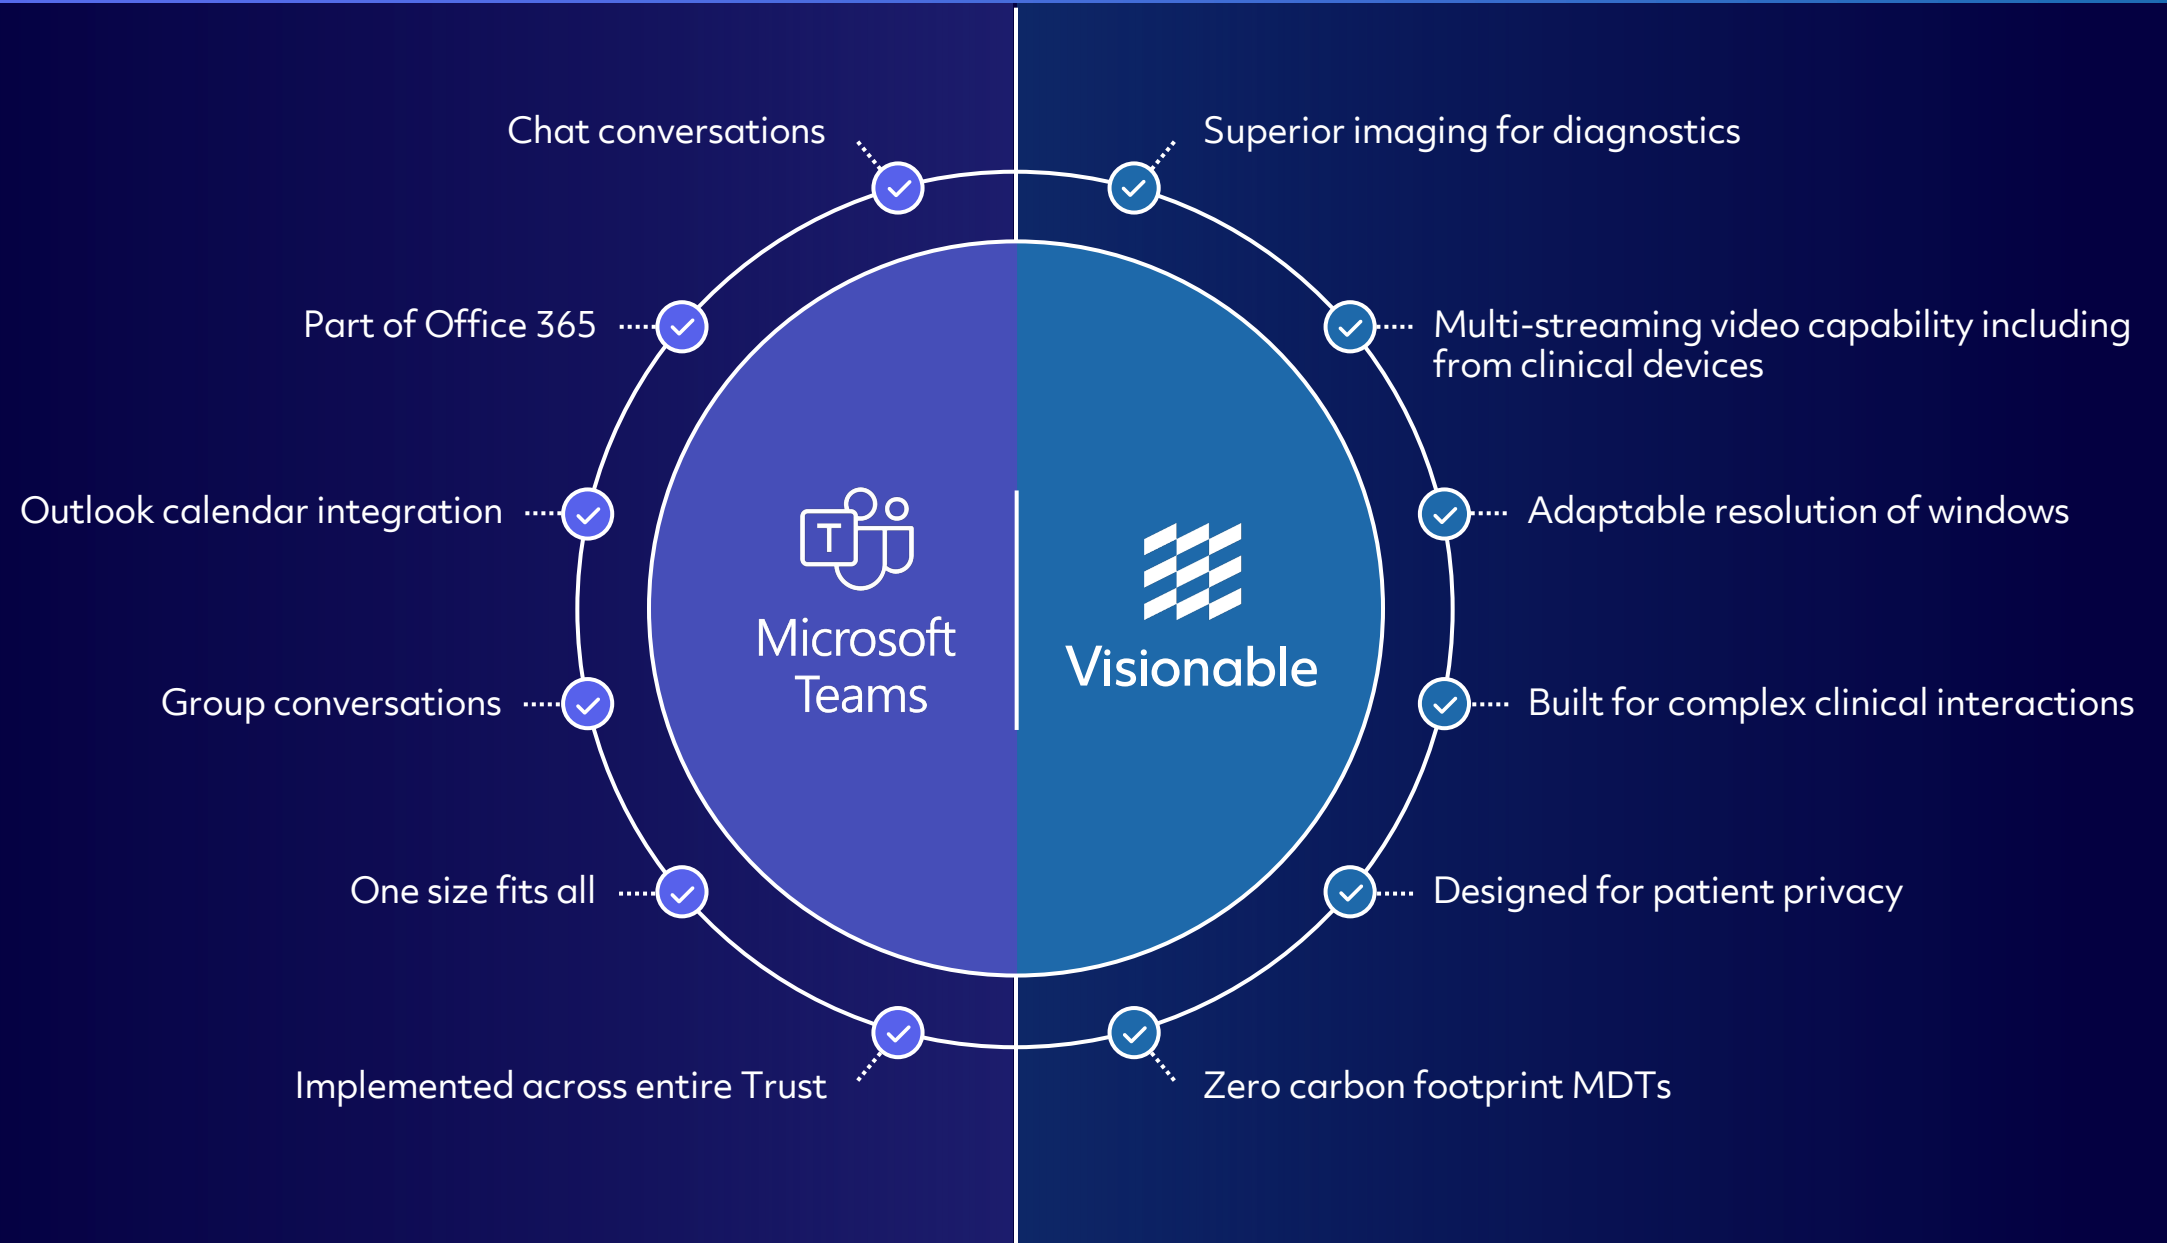 Chat conversations
Part of Office 365
Outlook calendar integration
Group conversations
One size fits all
Implemented across entire Trust
T
Microsoft
Teams
Visionable
Superior imaging for diagnostics
Multi-streaming video capability including
from clinical devices
Adaptable resolution of windows
Built for complex clinical interactions
Designed for patient privacy
Zero carbon footprint MDTs